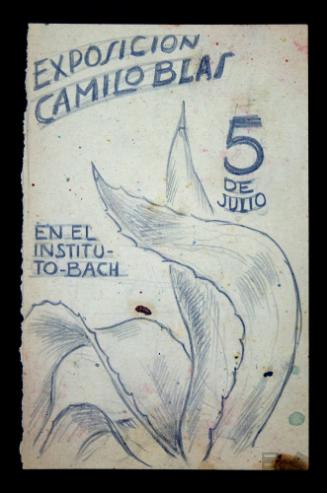 EXPOSICION
CAMILO BLAS
5
DE
JULIO
EN EL
INSTITU-
TO-BACH